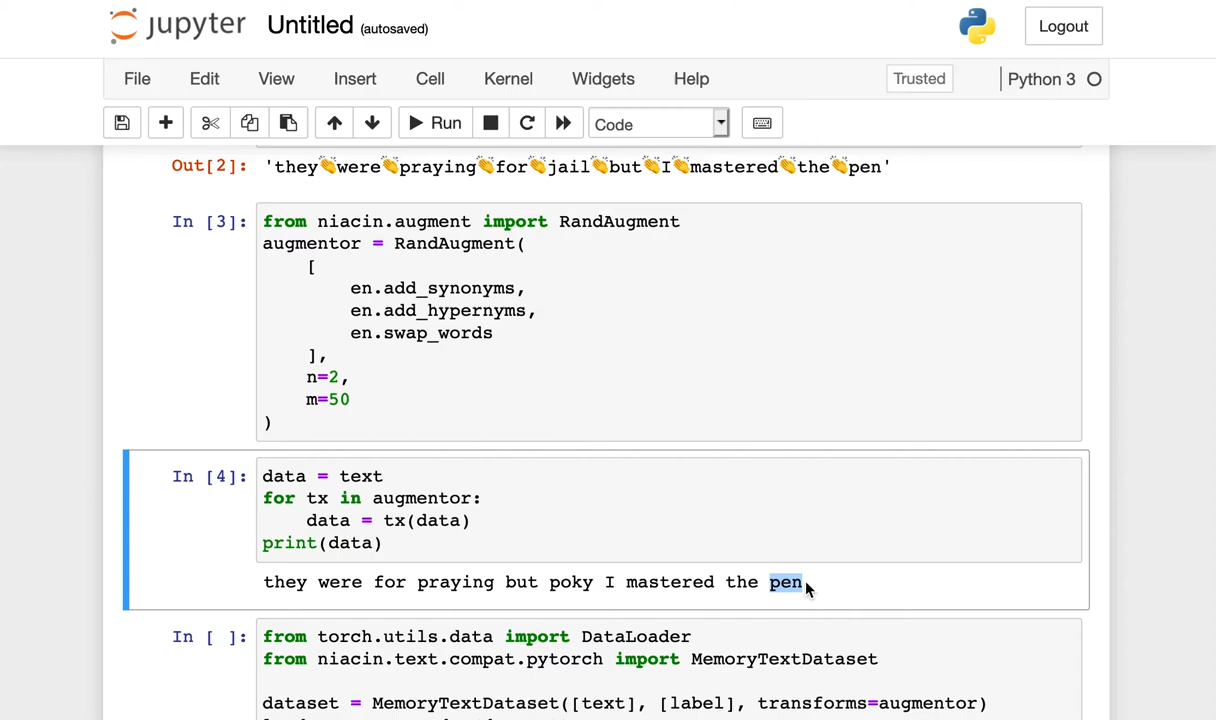 jupyter Untitled (autosaved) Logout
File Edit View Insert Cell Kernel Widgets Help Trusted Python 3
Run Code
Out[2]: 'they👏were👏praying👏for👏jail👏but👏I👏mastered👏the👏pen'
In [3]: from niacin.augment import RandAugment
augmentor = RandAugment(
[
en.add_synonyms,
en.add_hypernyms,
en.swap_words
],
n=2,
m=50
)
In [4]: data = text
for tx in augmentor:
data = tx(data)
print(data)
they were for praying but poky I mastered the pen
In [ ]: from torch.utils.data import DataLoader
from niacin.text.compat.pytorch import MemoryTextDataset
dataset = MemoryTextDataset([text], [label], transforms=augmentor)